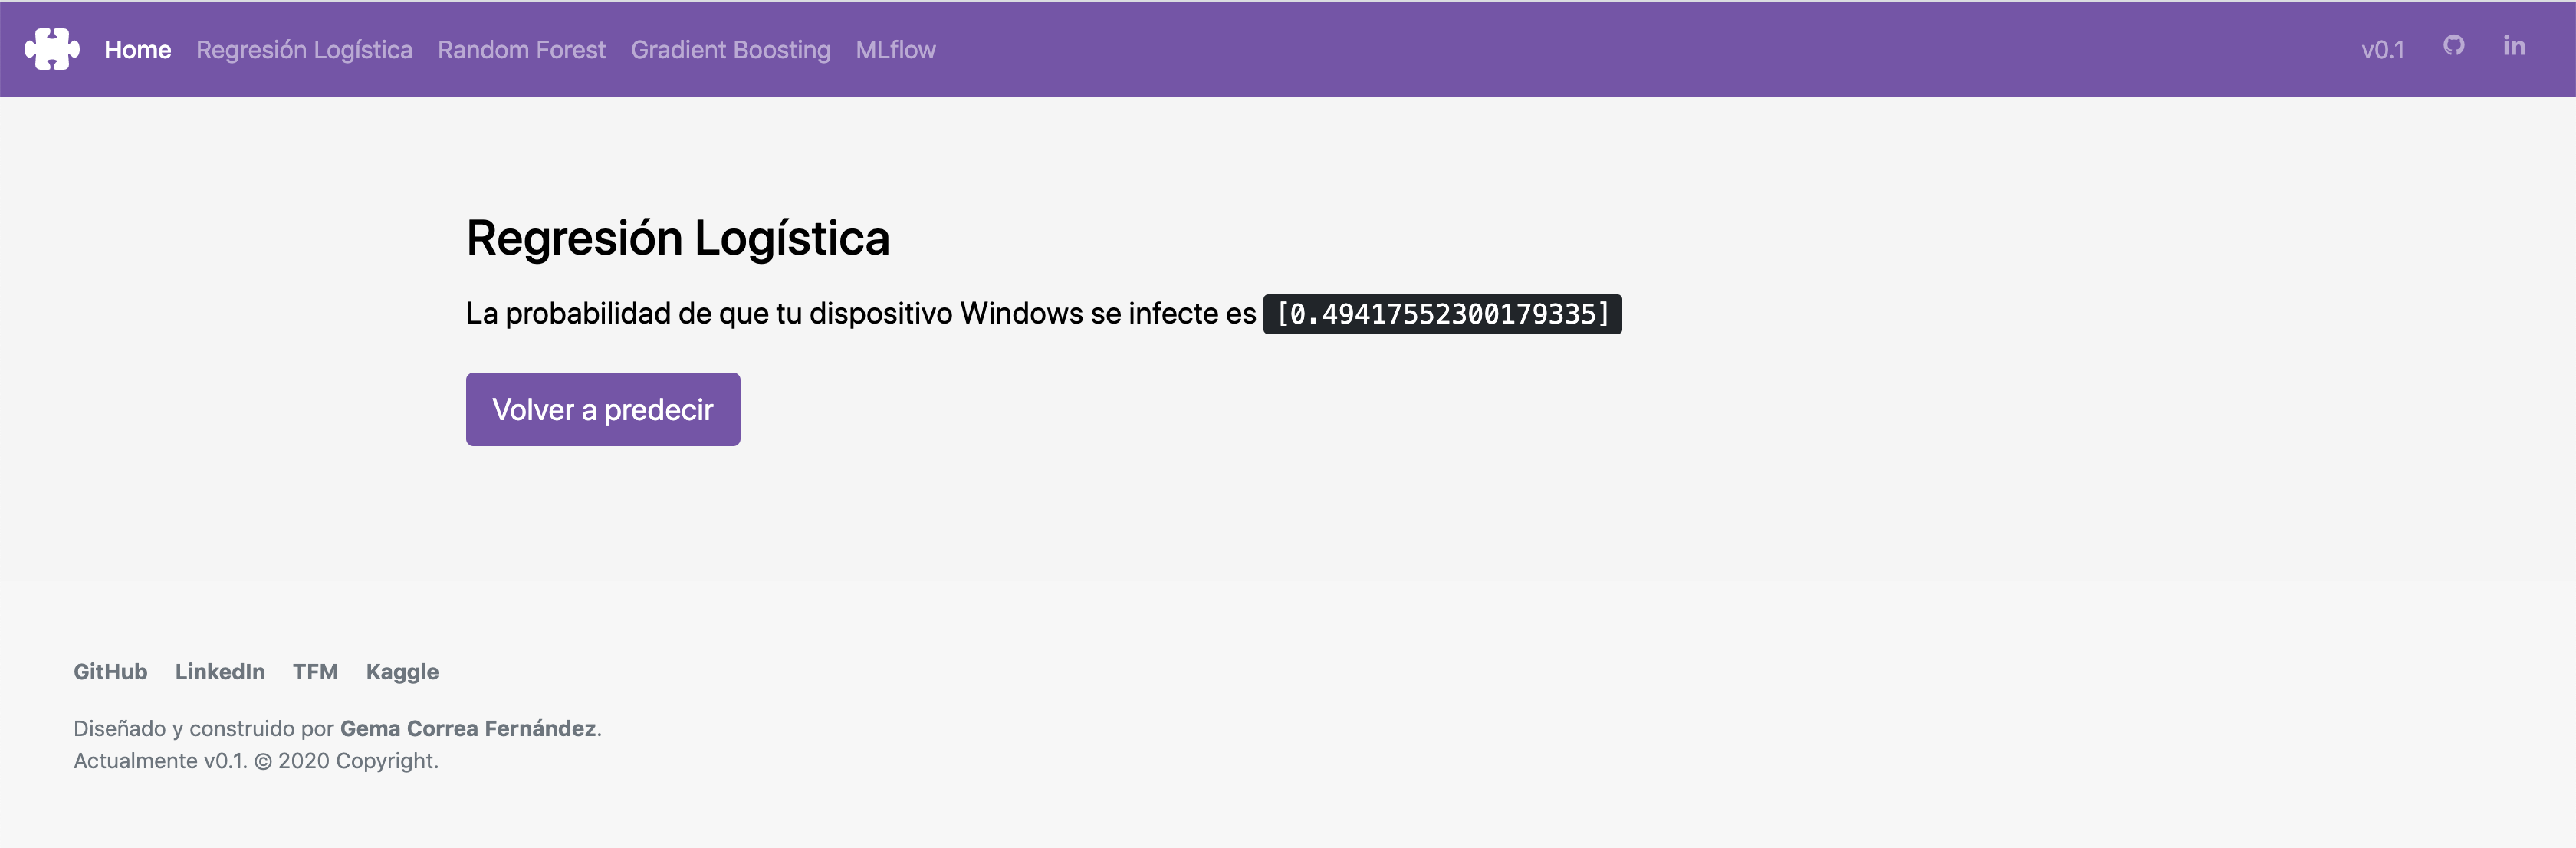 Home Regresión Logística Random Forest Gradient Boosting MLflow v0.1 in
Regresión Logística
La probabilidad de que tu dispositivo Windows se infecte es [0.49417552300179335]
Volver a predecir
GitHub LinkedIn TFM Kaggle
Diseñado y construido por Gema Correa Fernández.
Actualmente v0.1. © 2020 Copyright.